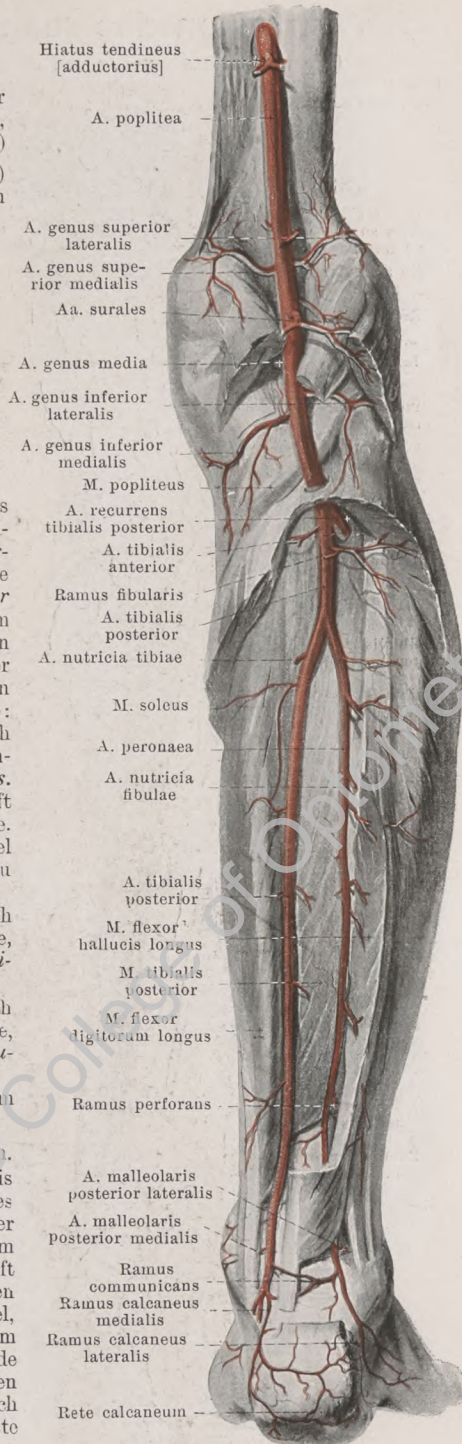 Hiatus tendineus
[adductorius]
A. poplitea
A. genus superior
lateralis
A. genus supe-
rior medialis
Aa. surales
A. genus media
A. genus inferior
lateralis
A. genus inferior
medialis
M. popliteus
A. recurrens
tibialis posterior
A. tibialis
anterior
Ramus fibularis
A. tibialis
posterior
A. nutricia tibiae
M. soleus
A. peronaea
A. nutricia
fibulae
A. tibialis
posterior
M. flexor
hallucis longus
M. tibialis
posterior
M. flexor
digitorum longus
Ramus perforans
A. malleolaris
posterior lateralis
A. malleolaris
posterior medialis
Ramus
communicans
Ramus calcaneus
medialis
Ramus calcaneus
lateralis
Rete calcaneum
College of Optomet